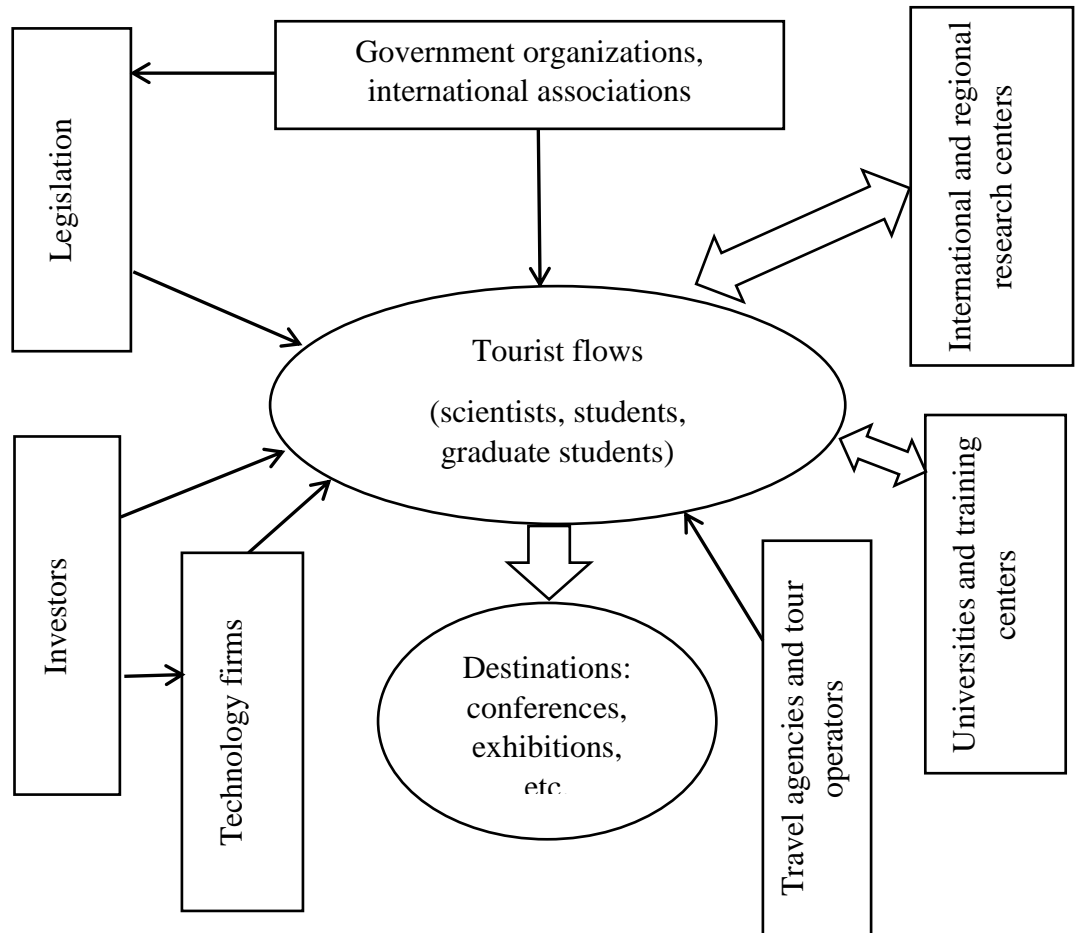 Government organizations,
international associations
Legislation
International and regional
research centers
Tourist flows
(scientists, students,
graduate students)
Investors
Technology firms
Destinations:
conferences,
exhibitions,
etc.
Travel agencies and tour
operators
Universities and training
centers